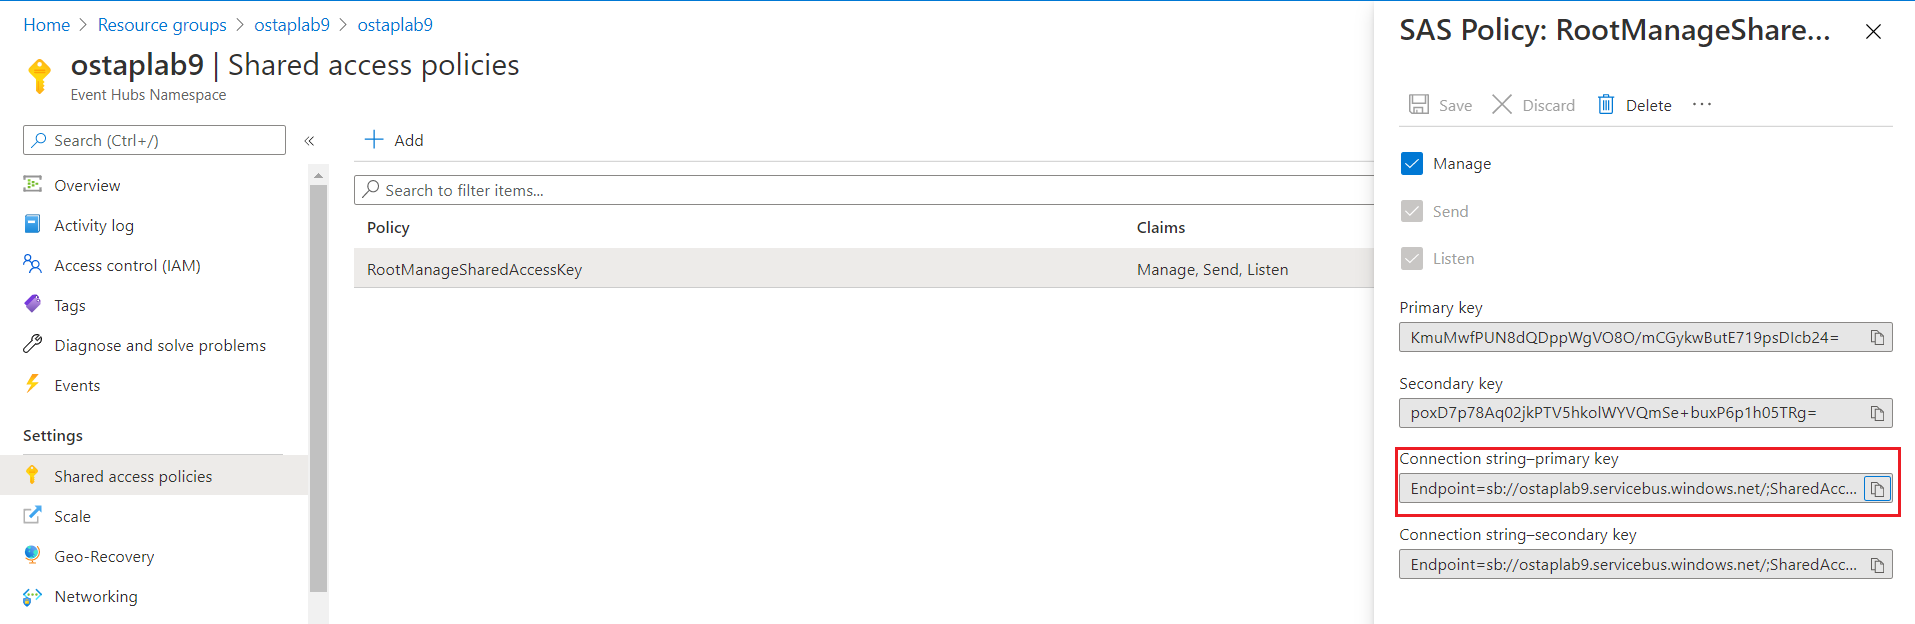 Home > Resource groups > ostaplab9 > ostaplab9
ostaplab9 | Shared access policies
Event Hubs Namespace
Search (Ctrl+/)
«
Overview
Activity log
Access control (IAM)
Tags
Diagnose and solve problems
Events
Settings
Shared access policies
Scale
Geo-Recovery
Networking
+ Add
Search to filter items...
Policy Claims
RootManageSharedAccessKey Manage, Send, Listen
SAS Policy: RootManageShare...
Save Discard Delete ...
Manage
Send
Listen
Primary key
KmuMwfPUN8dQDppWgVO8O/mCGykwButE719psDIcb24=
Secondary key
poxD7p78Aq02jkPTV5hkolWYVQmSe+buxP6p1h05TRg=
Connection string–primary key
Endpoint=sb://ostaplab9.servicebus.windows.net/;SharedAcc...
Connection string–secondary key
Endpoint=sb://ostaplab9.servicebus.windows.net/;SharedAcc...